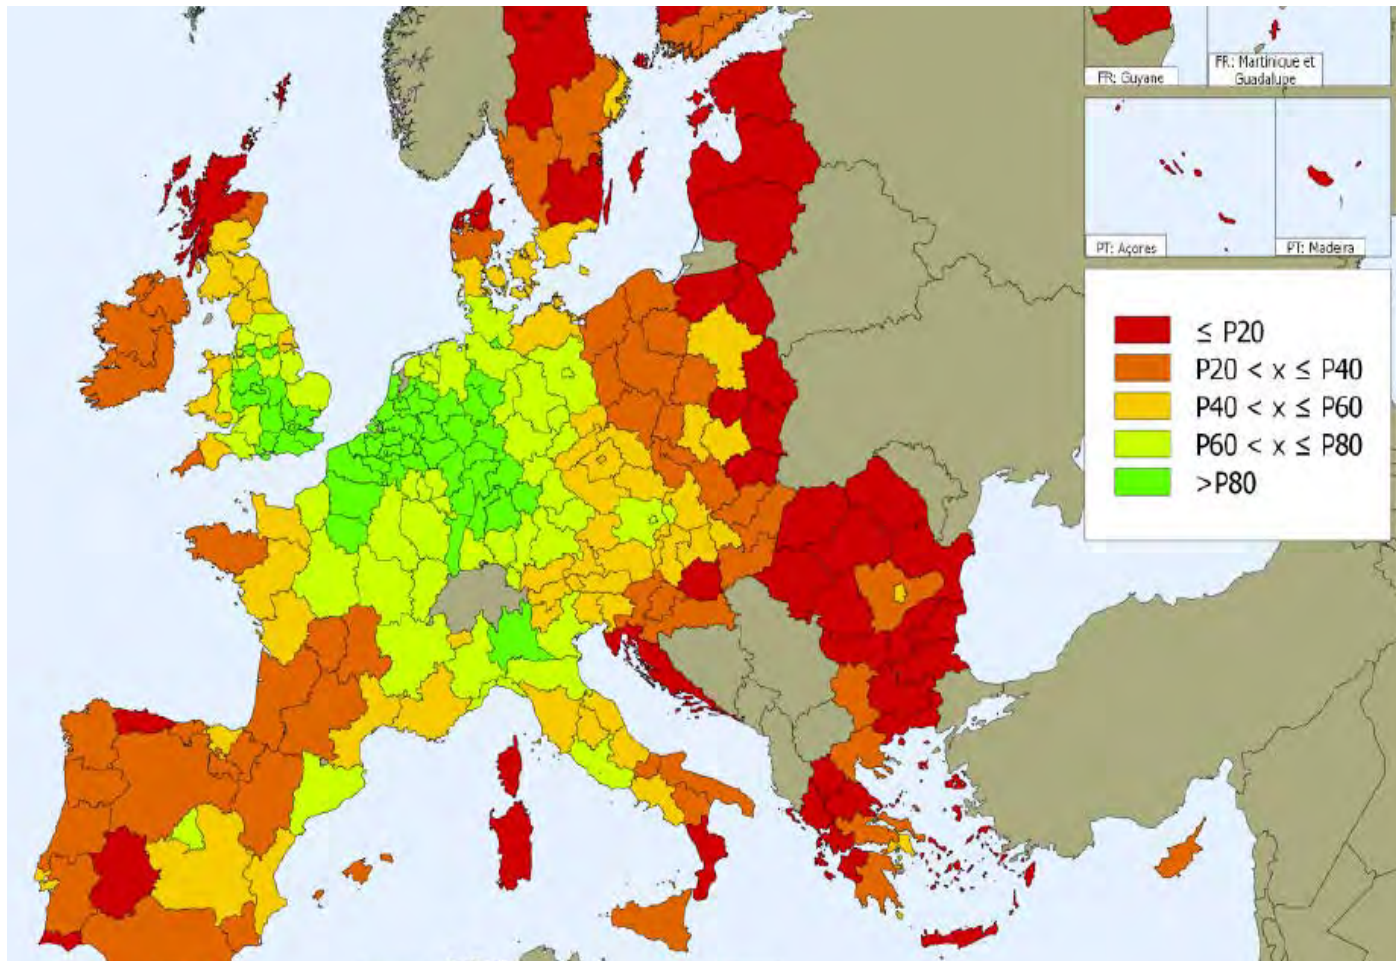 FR: Guyane
FR: Martinique et
Guadalupe
PT: Açores
PT: Madeira
≤ P20
P20 < x ≤ P40
P40 < x ≤ P60
P60 < x ≤ P80
>P80